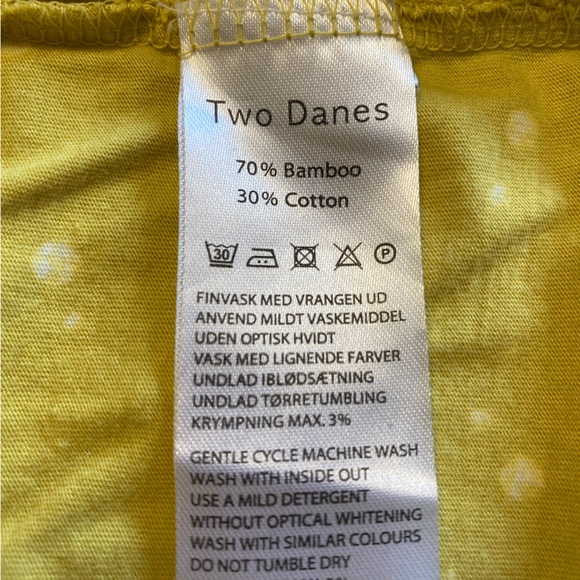 Two Danes
70% Bamboo
30% Cotton
30 P
FINVASK MED VRANGEN UD
ANVEND MILDT VASKEMIDDEL
UDEN OPTISK HVIDT
VASK MED LIGNENDE FARVER
UNDLAD IBLØDSÆTNING
UNDLAD TØRRETUMBLING
KRYMPNING MAX. 3%
GENTLE CYCLE MACHINE WASH
WASH WITH INSIDE OUT
USE A MILD DETERGENT
WITHOUT OPTICAL WHITENING
WASH WITH SIMILAR COLOURS
DO NOT TUMBLE DRY